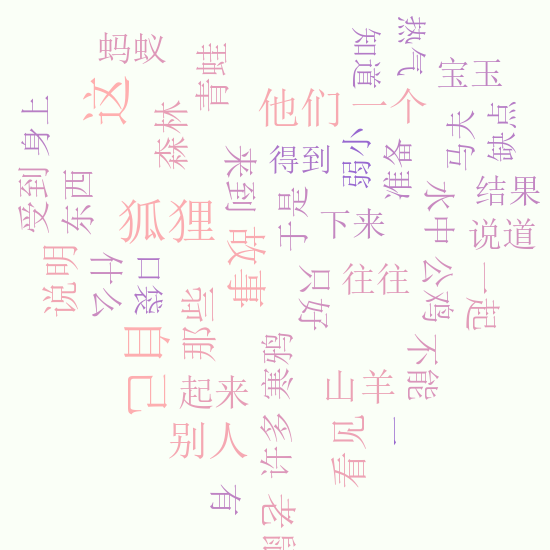 热气
知道
蚂蚁
青蛙
宝玉
这
他们
一个
身上
森林
缺点
马夫
弱小
准备
来到
得到
受到
东西
狐狸
水中
结果
于是
下来
说道
故事
说明
什么
口袋
只好
往往
公鸡
一起
那些
自己
寒鸦
不能
起来
山羊
别人
许多
看见
一
有